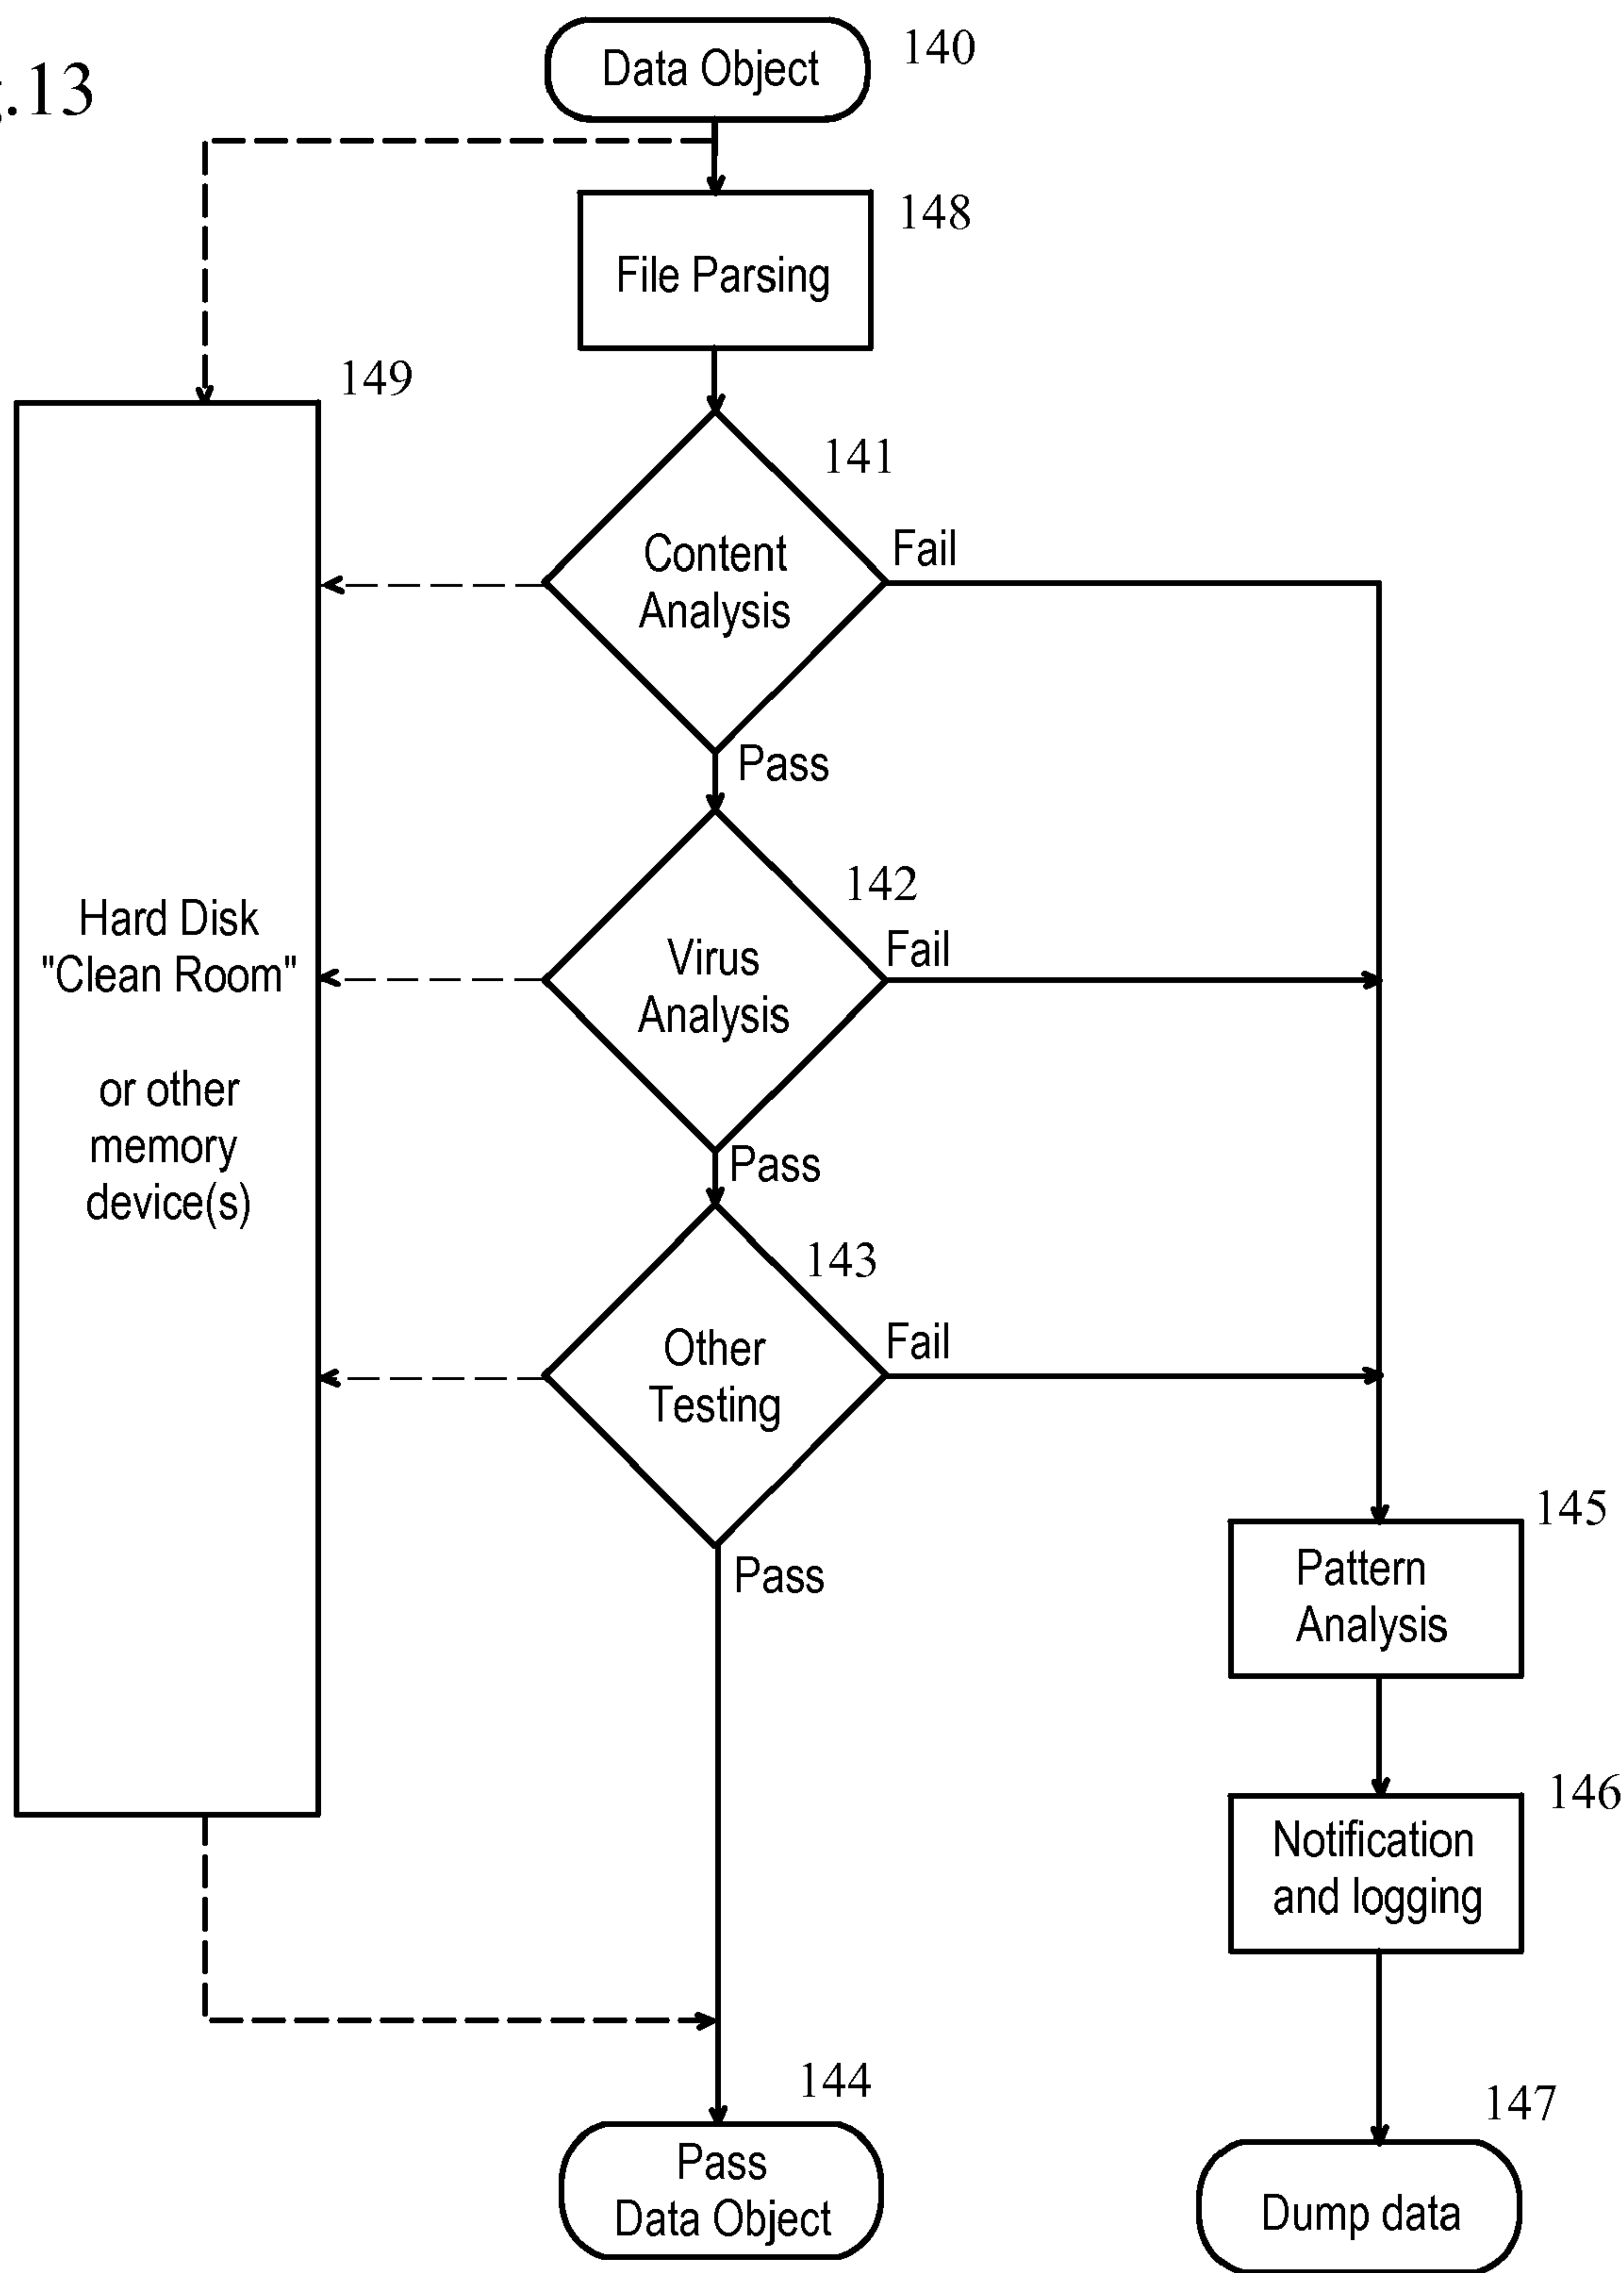 .13
Data Object
140
148
File Parsing
149
141
Content
Analysis
Fail
Pass
142
Virus
Analysis
Fail
Hard Disk
"Clean Room"
or other
memory
device(s)
Pass
143
Other
Testing
Fail
Pass
145
Pattern
Analysis
146
Notification
and logging
144
Pass
Data Object
147
Dump data